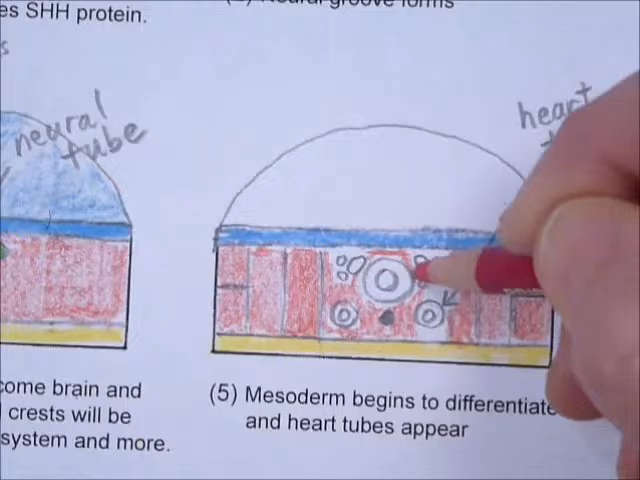 es SHH protein.
Neural groove forms
s
neural
tube
heart
come brain and
crests will be
system and more.
(5) Mesoderm begins to differentiate
and heart tubes appear